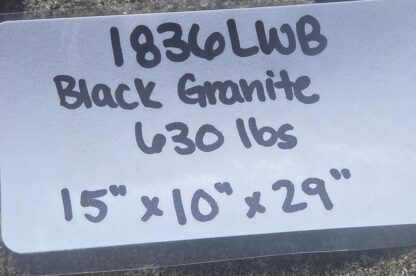 1836LWB
Black Granite
630 lbs
15" x 10" x 29"